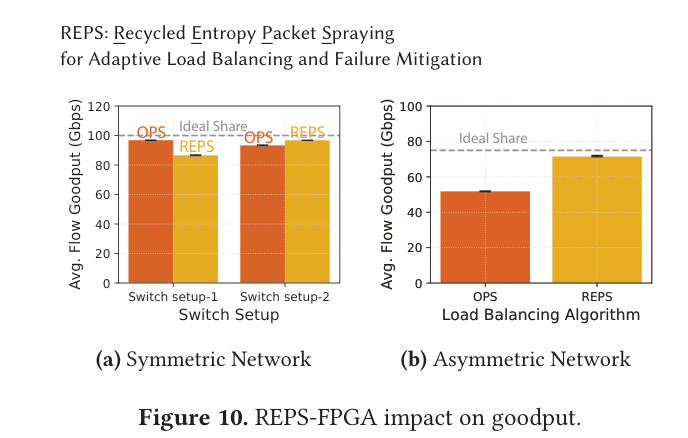 REPS: Recycled Entropy Packet Spraying
for Adaptive Load Balancing and Failure Mitigation
Avg. Flow Goodput (Gbps)
120
100
80
60
40
20
0
Ideal Share
OPS
REPS
OPS
REPS
Switch setup-1 Switch setup-2
Switch Setup
(a) Symmetric Network
Avg. Flow Goodput (Gbps)
100
80
60
40
20
0
Ideal Share
OPS REPS
Load Balancing Algorithm
(b) Asymmetric Network
Figure 10. REPS-FPGA impact on goodput.